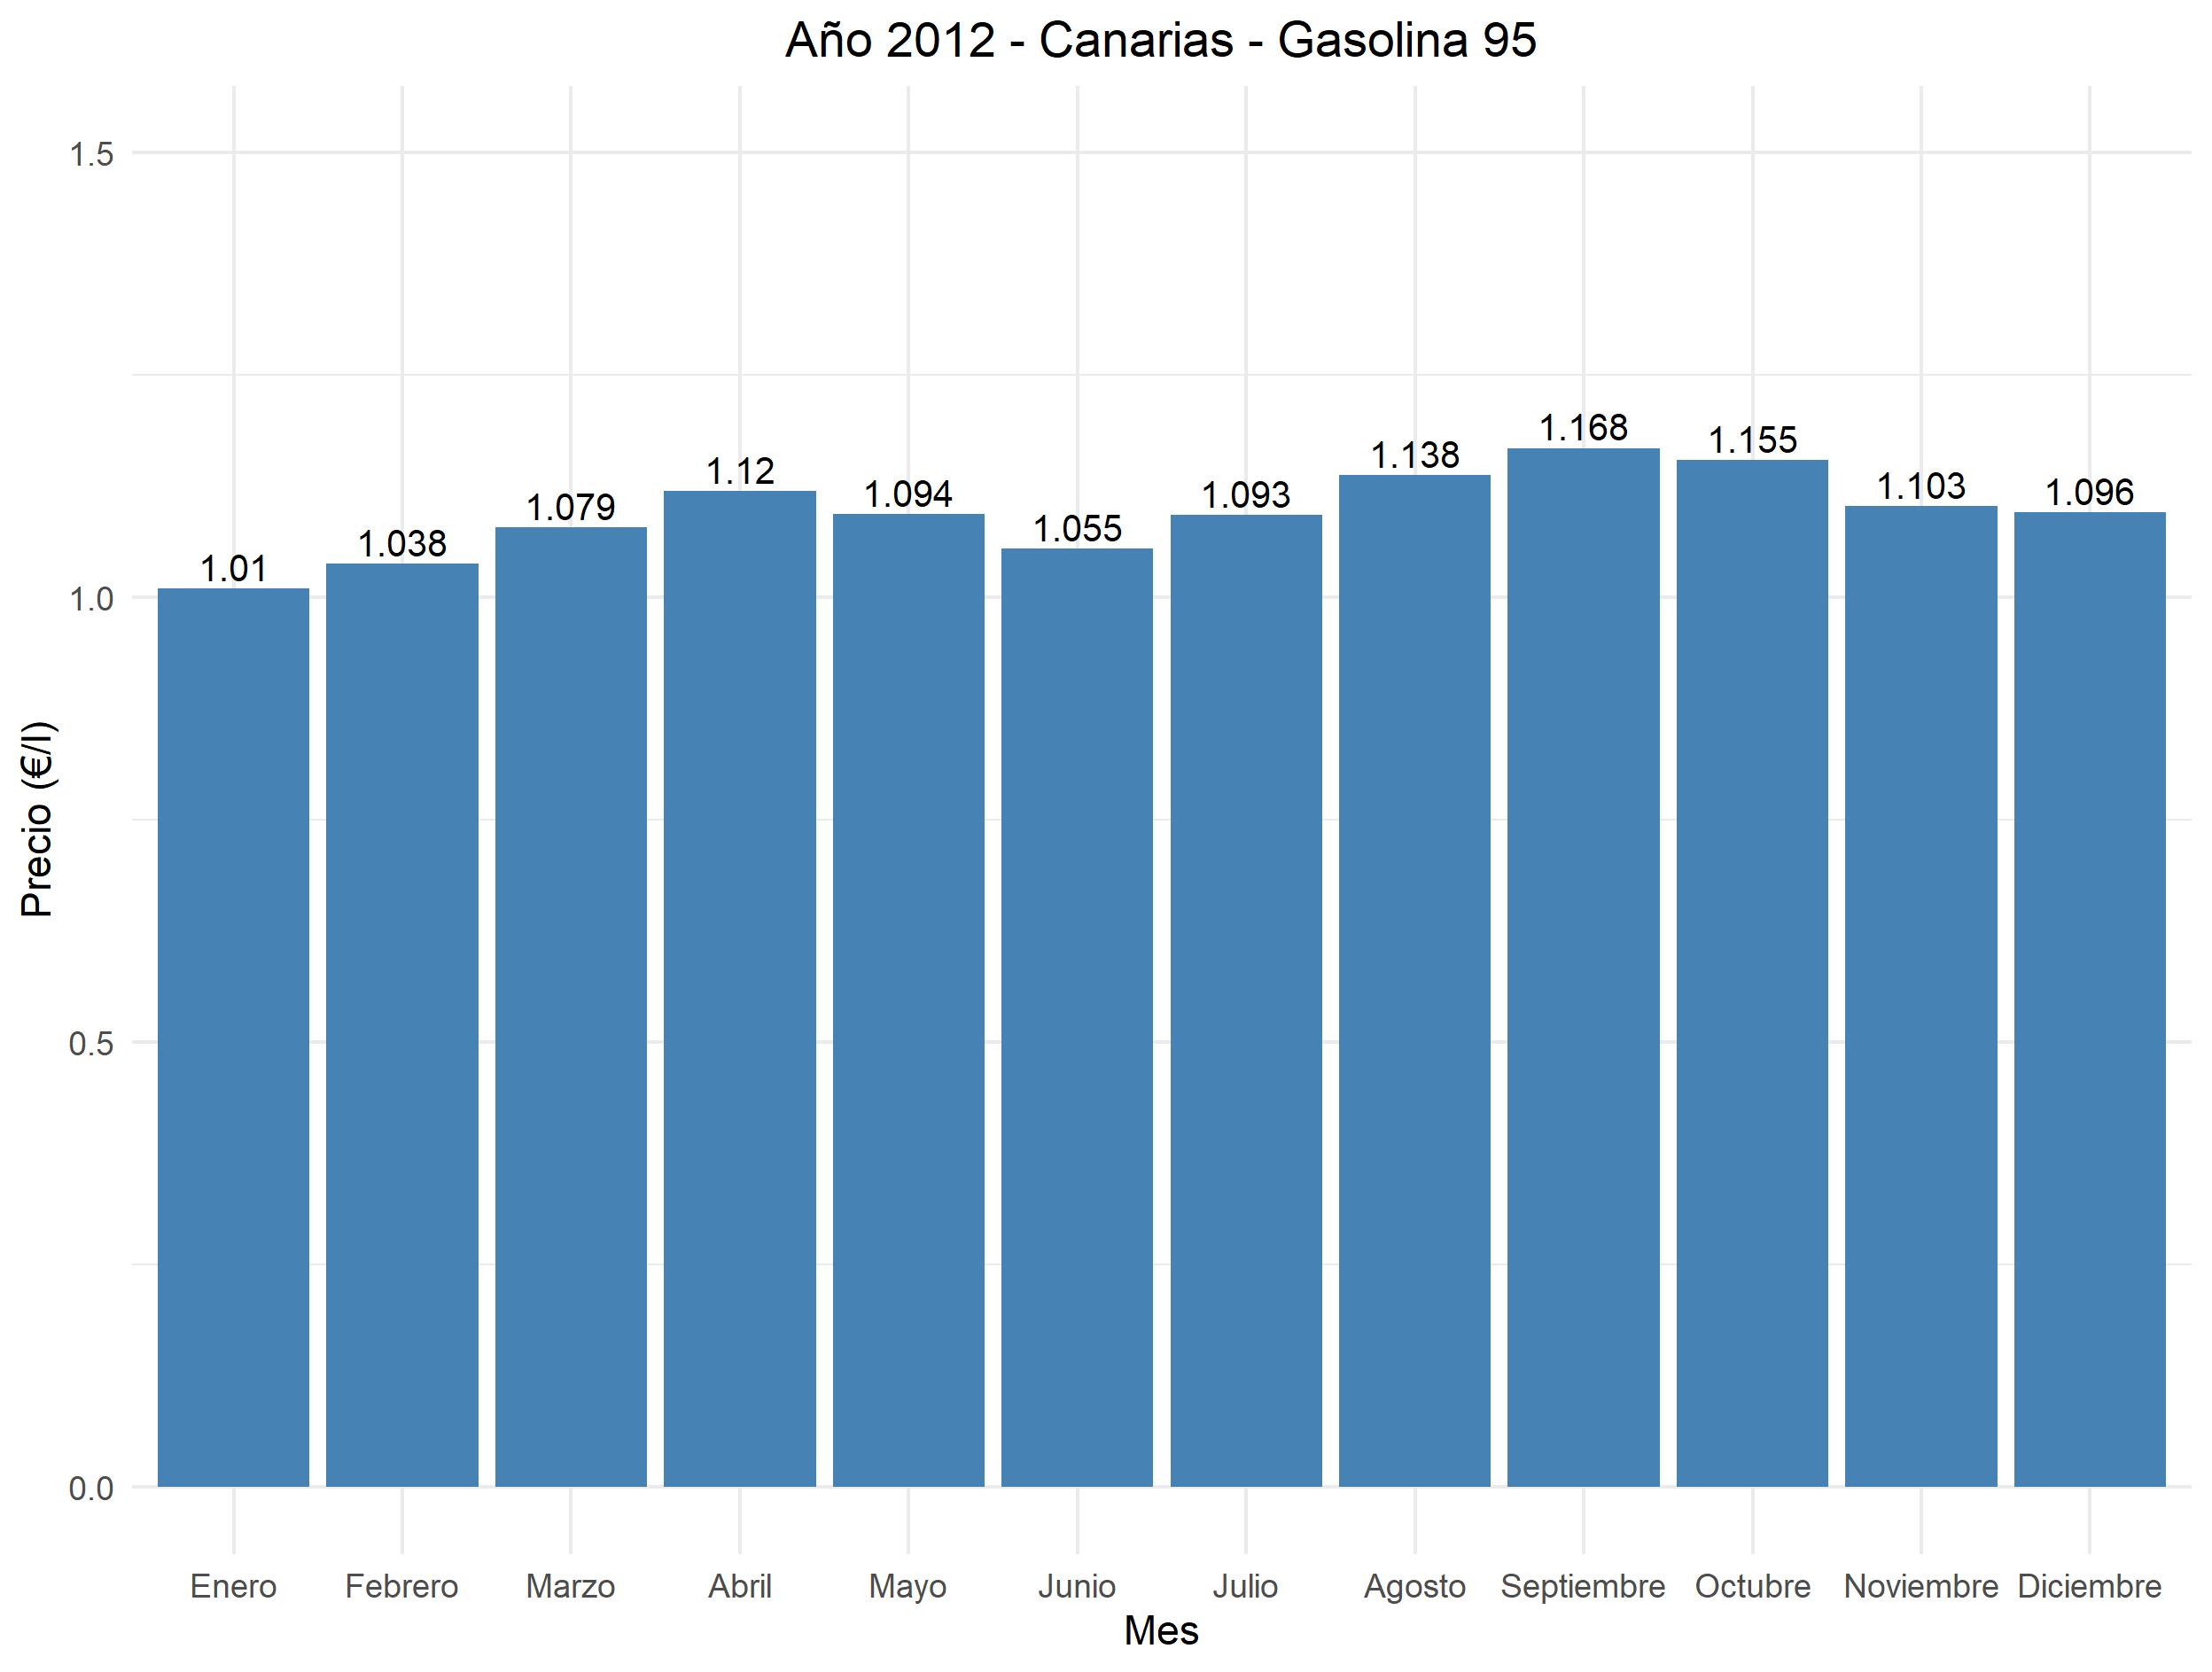 Año 2012 - Canarias - Gasolina 95
Precio (€/l)
1.5
1.0
0.5
0.0
1.01
1.038
1.079
1.12
1.094
1.055
1.093
1.138
1.168
1.155
1.103
1.096
Enero
Febrero
Marzo
Abril
Mayo
Junio
Julio
Agosto
Septiembre
Octubre
Noviembre
Diciembre
Mes